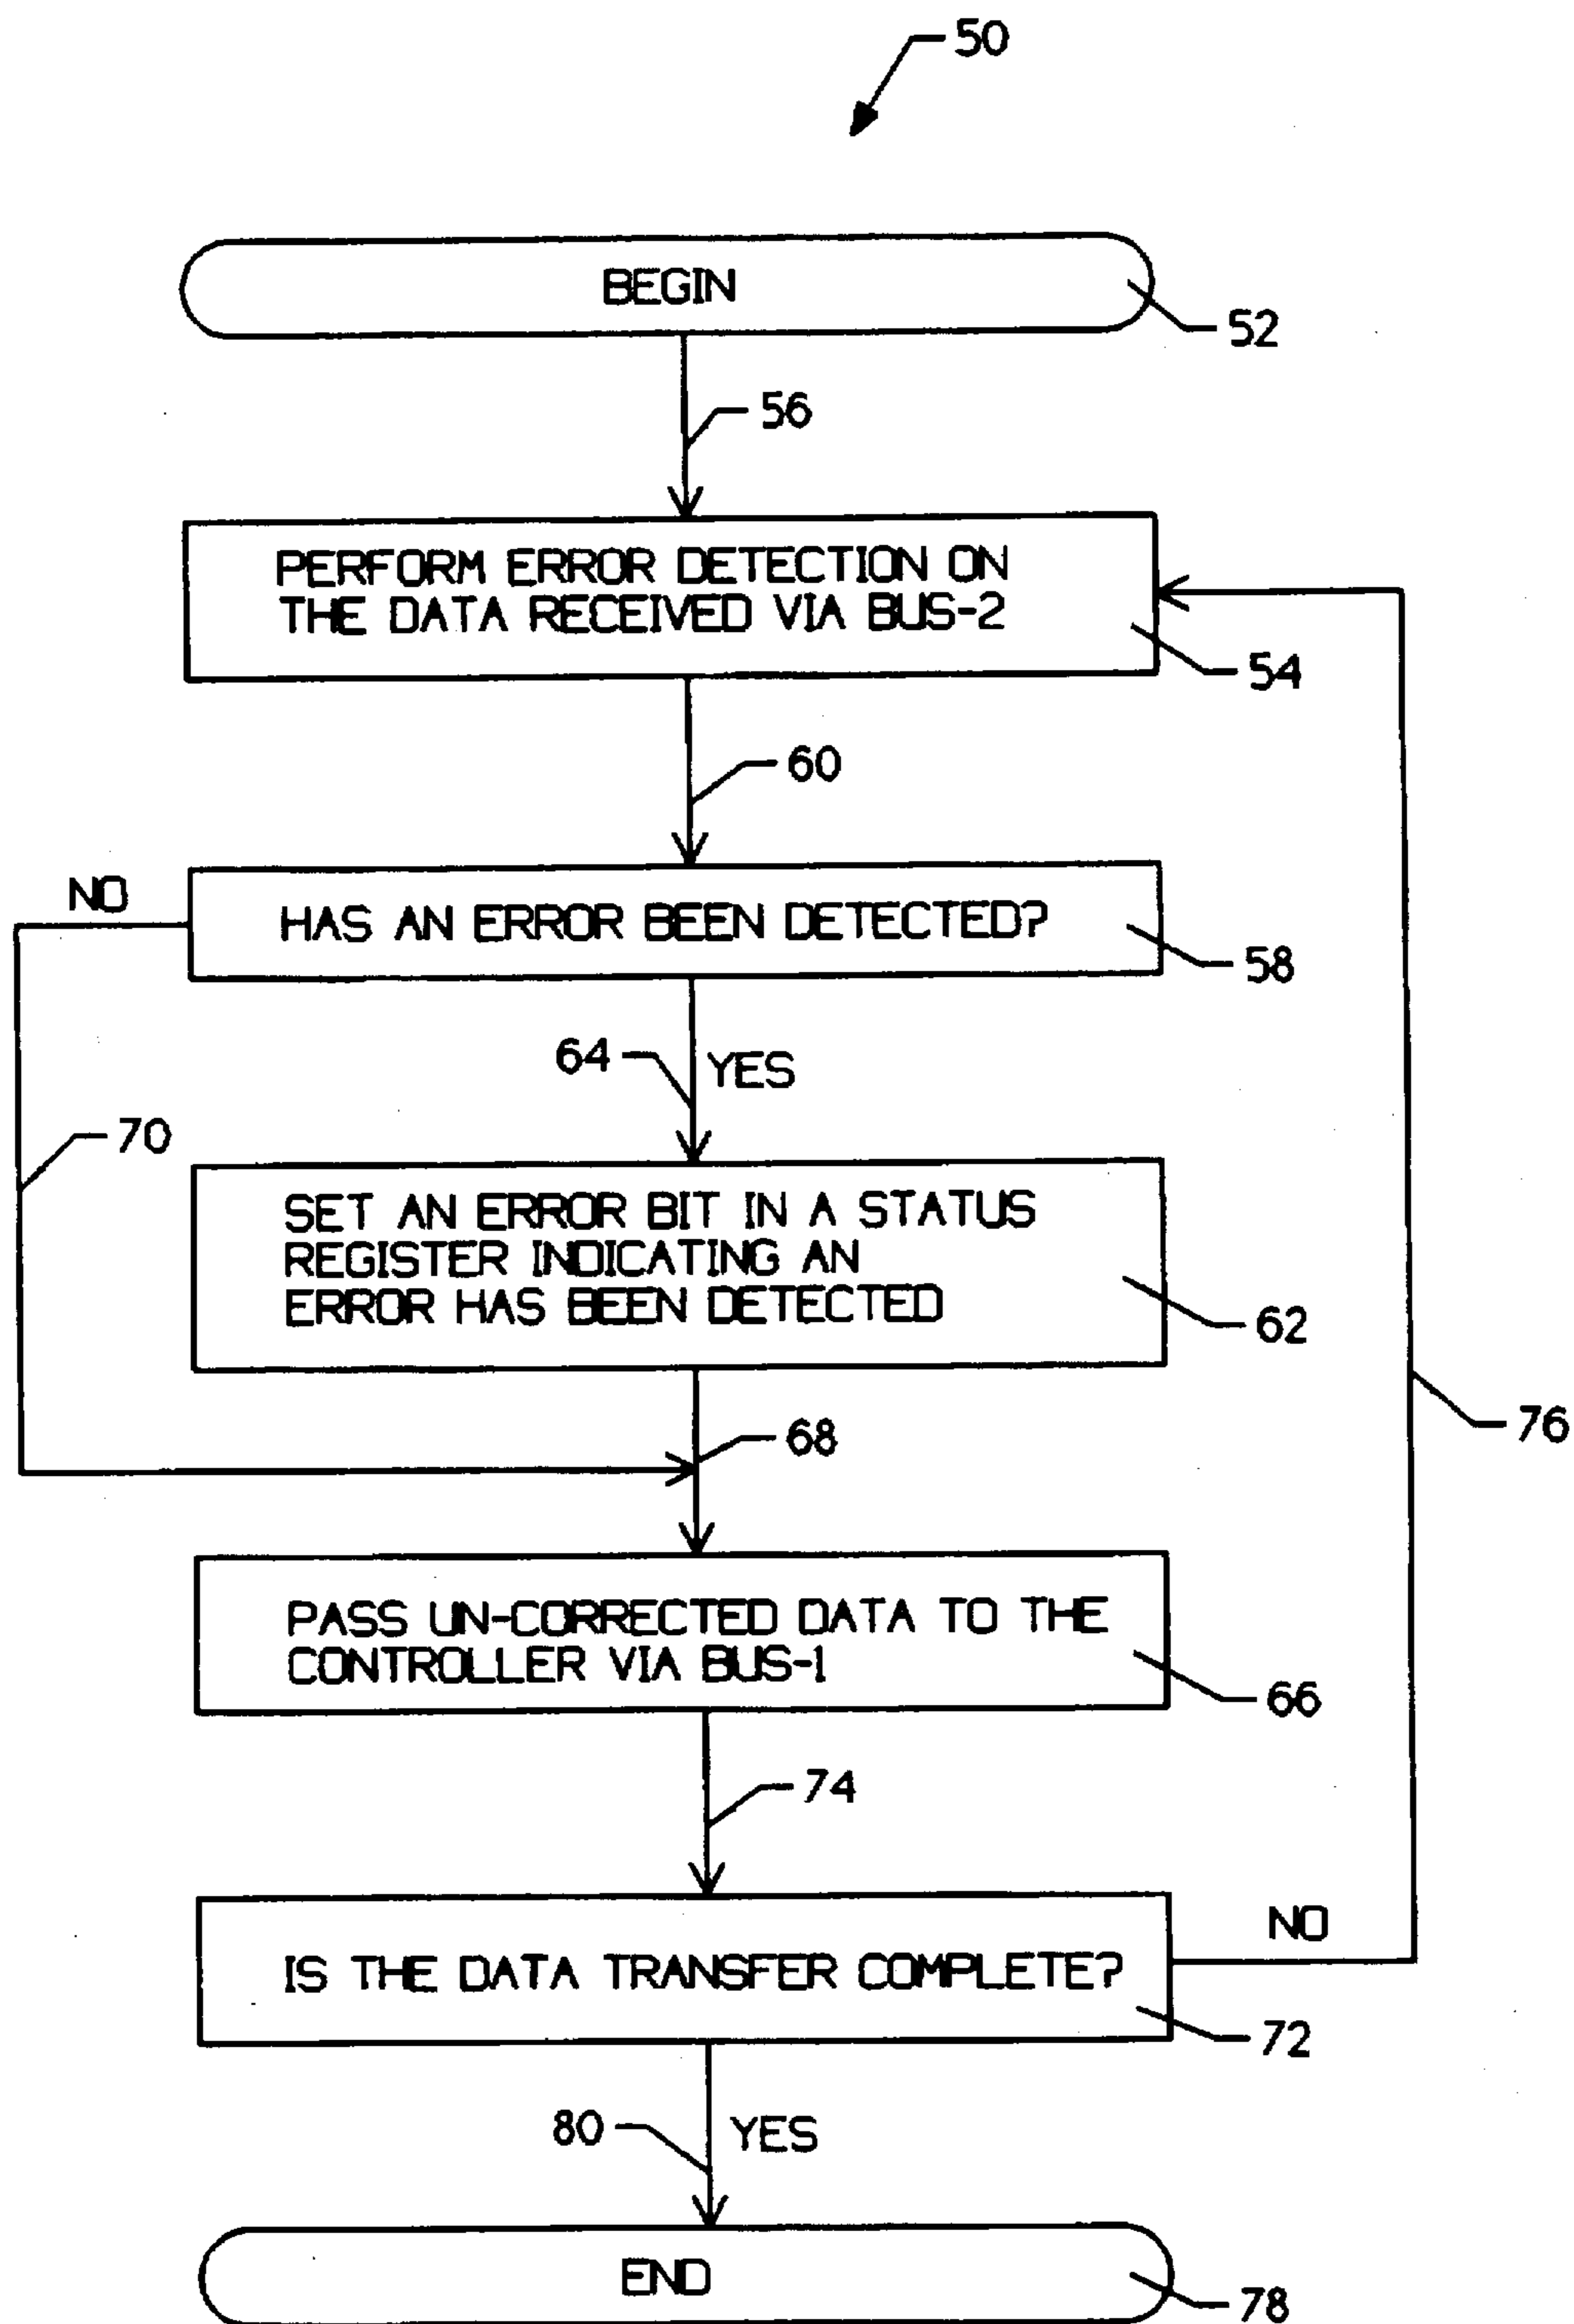 50
BEGIN
52
56
PERFORM ERROR DETECTION ON
THE DATA RECEIVED VIA BUS-2
54
60
NO
HAS AN ERROR BEEN DETECTED?
58
64
YES
70
SET AN ERROR BIT IN A STATUS
REGISTER INDICATING AN
ERROR HAS BEEN DETECTED
62
76
68
PASS UN-CORRECTED DATA TO THE
CONTROLLER VIA BUS-1
66
74
NO
IS THE DATA TRANSFER COMPLETE?
72
80
YES
END
78